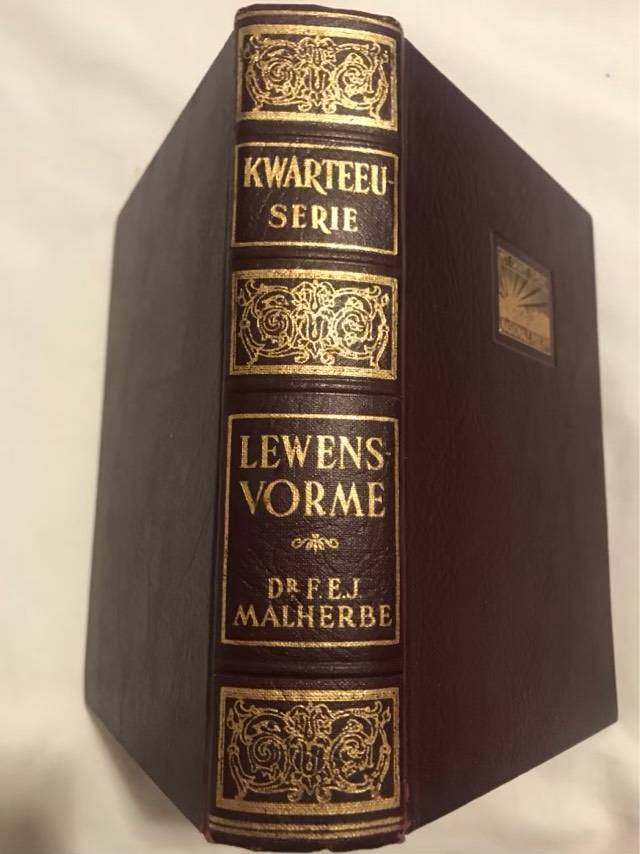 KWARTEEU-
SERIE
LEWENS-
VORME
DR F. E. J.
MALHERBE